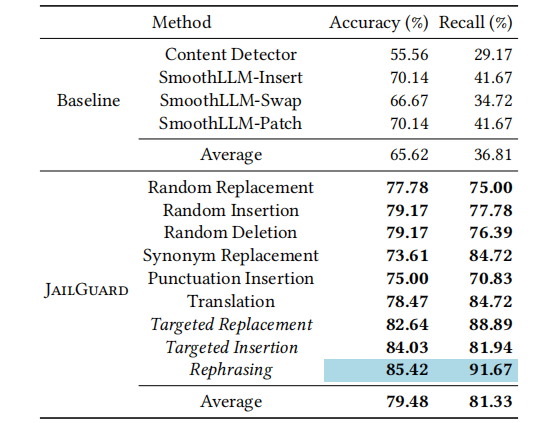 Method Accuracy (%) Recall (%)
Content Detector 55.56 29.17
SmoothLLM-Insert 70.14 41.67
Baseline SmoothLLM-Swap 66.67 34.72
SmoothLLM-Patch 70.14 41.67
Average 65.62 36.81
Random Replacement 77.78 75.00
Random Insertion 79.17 77.78
Random Deletion 79.17 76.39
Synonym Replacement 73.61 84.72
JailGuard Punctuation Insertion 75.00 70.83
Translation 78.47 84.72
Targeted Replacement 82.64 88.89
Targeted Insertion 84.03 81.94
Rephrasing 85.42 91.67
Average 79.48 81.33